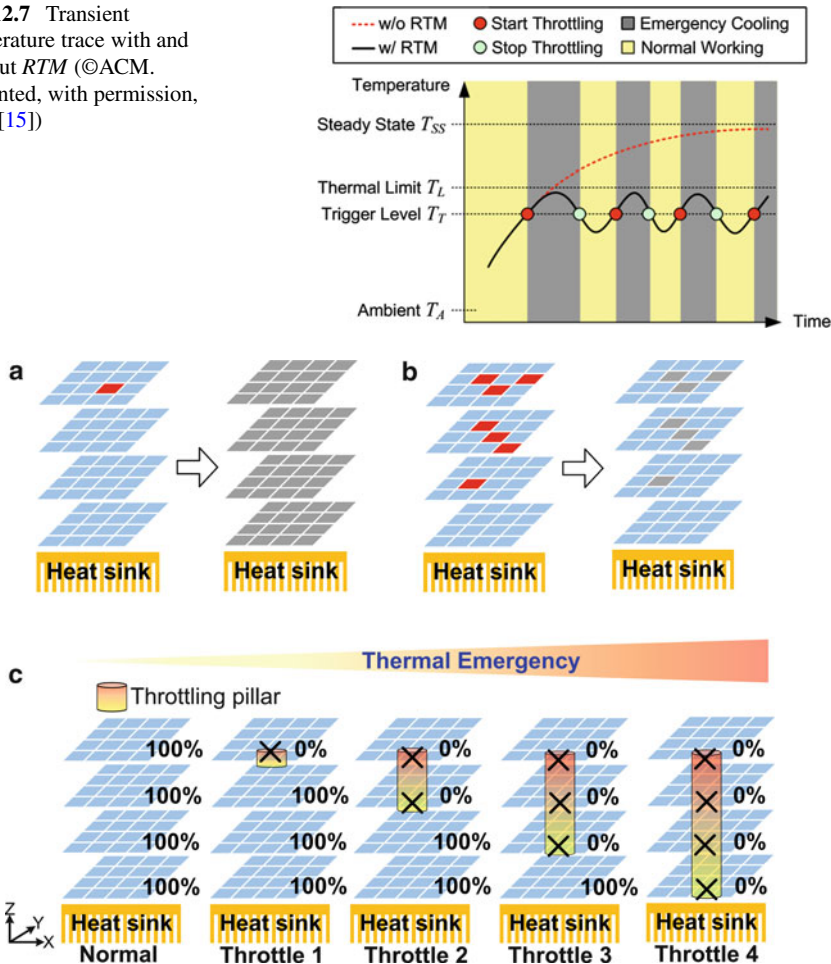 2.7 Transient
erature trace with and
ut RTM (©ACM.
nted, with permission,
[15])
w/o RTM Start Throttling Emergency Cooling
w/ RTM Stop Throttling Normal Working
Temperature
Steady State TSS
Thermal Limit TL
Trigger Level TT
Ambient TA
Time
a b
Heat sink Heat sink Heat sink Heat sink
Thermal Emergency
c
Throttling pillar
100% 0% 0% 0% 0%
100% 100% 0% 0% 0%
100% 100% 100% 0% 0%
100% 100% 100% 100% 0%
Z Y X
Heat sink Heat sink Heat sink Heat sink Heat sink
Normal Throttle 1 Throttle 2 Throttle 3 Throttle 4